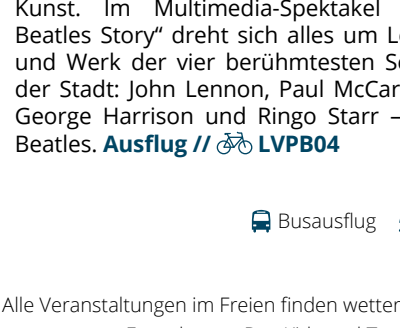 Kunst. Im Multimedia-Spektakel
Beatles Story“ dreht sich alles um
und Werk der vier berühmtesten
der Stadt: John Lennon, Paul
George Harrison und Ringo Starr –
Beatles. Ausflug // LVPB04
Busausflug
Alle Veranstaltungen im Freien finden